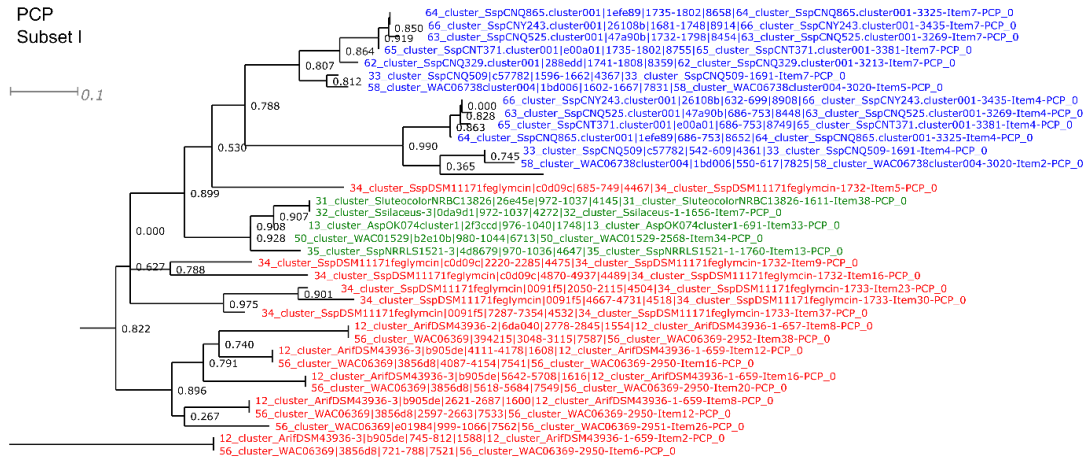 PCP
Subset I
0.1
64_cluster_SspCNQ865.cluster001|1efe89|1735-1802|8658|64_cluster_SspCNQ865.cluster001-3325-Item7-PCP_0
0.850
66_cluster_SspCNY243.cluster001|26108b|1681-1748|8914|66_cluster_SspCNY243.cluster001-3435-Item7-PCP_0
63_cluster_SspCNQ525.cluster001|47a90b|1732-1798|8454|63_cluster_SspCNQ525.cluster001-3269-Item7-PCP_0
0.864
65_cluster_SspCNT371.cluster001|e00a01|1735-1802|8755|65_cluster_SspCNT371.cluster001-3381-Item7-PCP_0
0.807
62_cluster_SspCNQ329.cluster001|288edd|1741-1808|8359|62_cluster_SspCNQ329.cluster001-3213-Item7-PCP_0
33_cluster_SspCNQ509|c57782|1596-1662|4367|33_cluster_SspCNQ509-1691-Item7-PCP_0
0.812
58_cluster_WAC06738cluster004|1bd006|1602-1667|7831|58_cluster_WAC06738cluster004-3020-Item5-PCP_0
0.788
66_cluster_SspCNY243.cluster001|26108b|632-699|8908|66_cluster_SspCNY243.cluster001-3435-Item4-PCP_0
0.000
63_cluster_SspCNQ525.cluster001|47a90b|686-753|8448|63_cluster_SspCNQ525.cluster001-3269-Item4-PCP_0
0.828
65_cluster_SspCNT371.cluster001|e00a01|686-753|8749|65_cluster_SspCNT371.cluster001-3381-Item4-PCP_0
0.863
64_cluster_SspCNQ865.cluster001|1efe89|686-753|8652|64_cluster_SspCNQ865.cluster001-3325-Item4-PCP_0
0.530
0.990
33_cluster_SspCNQ509|c57782|542-609|4361|33_cluster_SspCNQ509-1691-Item4-PCP_0
0.745
0.365
58_cluster_WAC06738cluster004|1bd006|550-617|7825|58_cluster_WAC06738cluster004-3020-Item2-PCP_0
0.899
34_cluster_SspDSM11171feglymcin|c0d09c|685-749|4467|34_cluster_SspDSM11171feglymcin-1732-Item5-PCP_0
31_cluster_SluteocolorNRBC13826|26e45e|972-1037|4145|31_cluster_SluteocolorNRBC13826-1611-Item38-PCP_0
0.907
32_cluster_Ssilaceus-3|0da9d1|972-1037|4272|32_cluster_Ssilaceus-1-1656-Item7-PCP_0
0.908
13_cluster_AspOK074cluster1|2f3ccd|976-1040|1748|13_cluster_AspOK074cluster1-691-Item33-PCP_0
0.000
0.928
50_cluster_WAC01529|b2e10b|980-1044|6713|50_cluster_WAC01529-2568-Item34-PCP_0
35_cluster_SspNRRLS1521-3|4d8679|970-1036|4647|35_cluster_SspNRRLS1521-1-1760-Item13-PCP_0
34_cluster_SspDSM11171feglymcin|c0d09c|2220-2285|4475|34_cluster_SspDSM11171feglymcin-1732-Item9-PCP_0
0.627
0.788
34_cluster_SspDSM11171feglymcin|c0d09c|4870-4937|4489|34_cluster_SspDSM11171feglymcin-1732-Item16-PCP_0
34_cluster_SspDSM11171feglymcin|0091f5|2050-2115|4504|34_cluster_SspDSM11171feglymcin-1733-Item23-PCP_0
0.901
34_cluster_SspDSM11171feglymcin|0091f5|4667-4731|4518|34_cluster_SspDSM11171feglymcin-1733-Item30-PCP_0
0.975
34_cluster_SspDSM11171feglymcin|0091f5|7287-7354|4532|34_cluster_SspDSM11171feglymcin-1733-Item37-PCP_0
0.822
12_cluster_ArifDSM43936-2|6da040|2778-2845|1554|12_cluster_ArifDSM43936-1-657-Item8-PCP_0
56_cluster_WAC06369|394215|3048-3115|7587|56_cluster_WAC06369-2952-Item38-PCP_0
0.740
12_cluster_ArifDSM43936-3|b905de|4111-4178|1608|12_cluster_ArifDSM43936-1-659-Item12-PCP_0
0.791
56_cluster_WAC06369|3856d8|4087-4154|7541|56_cluster_WAC06369-2950-Item16-PCP_0
12_cluster_ArifDSM43936-3|b905de|5642-5708|1616|12_cluster_ArifDSM43936-1-659-Item16-PCP_0
0.896
56_cluster_WAC06369|3856d8|5618-5684|7549|56_cluster_WAC06369-2950-Item20-PCP_0
12_cluster_ArifDSM43936-3|b905de|2621-2687|1600|12_cluster_ArifDSM43936-1-659-Item8-PCP_0
0.267
56_cluster_WAC06369|3856d8|2597-2663|7533|56_cluster_WAC06369-2950-Item12-PCP_0
56_cluster_WAC06369|e01984|999-1066|7562|56_cluster_WAC06369-2951-Item26-PCP_0
12_cluster_ArifDSM43936-3|b905de|745-812|1588|12_cluster_ArifDSM43936-1-659-Item2-PCP_0
56_cluster_WAC06369|3856d8|721-788|7521|56_cluster_WAC06369-2950-Item6-PCP_0